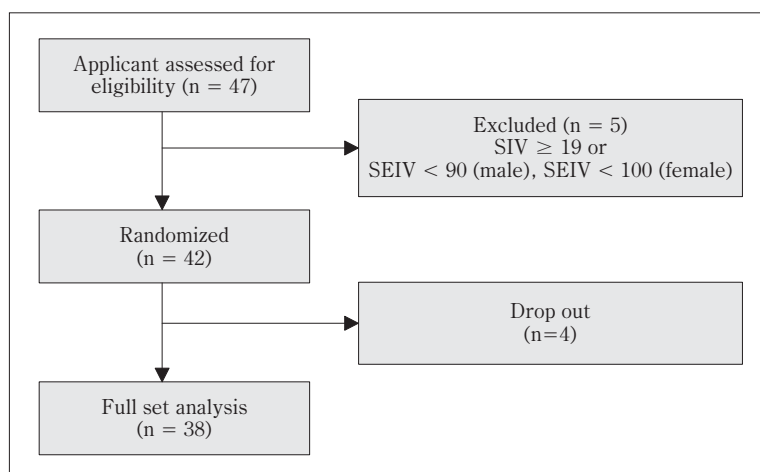 Applicant assessed for
eligibility (n = 47)
Excluded (n = 5)
SIV ≥ 19 or
SEIV < 90 (male), SEIV < 100 (female)
Randomized
(n = 42)
Drop out
(n=4)
Full set analysis
(n = 38)